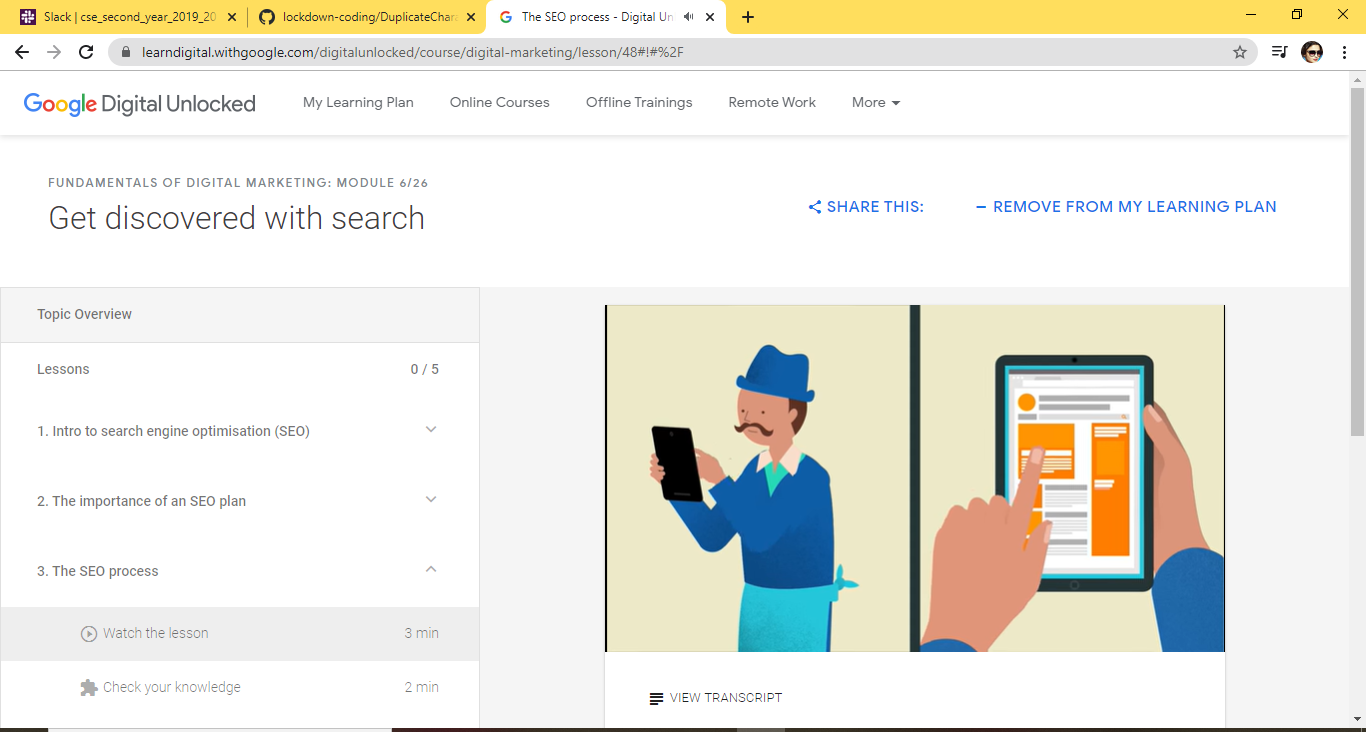 Slack | cse_second_year_2019_20
lockdown-coding/DuplicateChara
The SEO process - Digital Un
learndigital.withgoogle.com/digitalunlocked/course/digital-marketing/lesson/48#!#%2F
Google Digital Unlocked
My Learning Plan
Online Courses
Offline Trainings
Remote Work
More
FUNDAMENTALS OF DIGITAL MARKETING: MODULE 6/26
Get discovered with search
SHARE THIS:
REMOVE FROM MY LEARNING PLAN
Topic Overview
Lessons 0 / 5
1. Intro to search engine optimisation (SEO)
2. The importance of an SEO plan
3. The SEO process
Watch the lesson 3 min
Check your knowledge 2 min
VIEW TRANSCRIPT